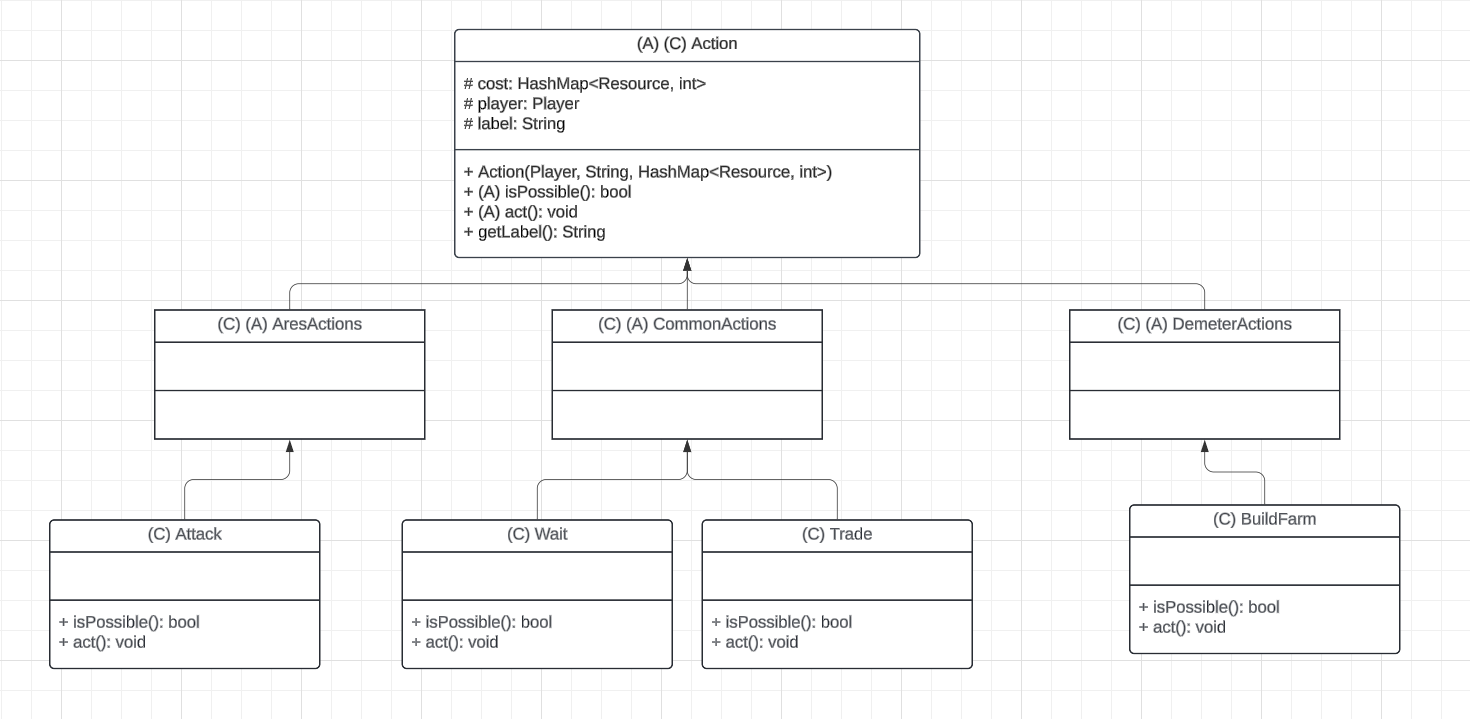 (A) (C) Action
# cost: HashMap<Resource, int>
# player: Player
# label: String
+ Action(Player, String, HashMap<Resource, int>)
+ (A) isPossible(): bool
+ (A) act(): void
+ getLabel(): String
(C) (A) AresActions
(C) (A) CommonActions
(C) (A) DemeterActions
(C) Attack
+ isPossible(): bool
+ act(): void
(C) Wait
+ isPossible(): bool
+ act(): void
(C) Trade
+ isPossible(): bool
+ act(): void
(C) BuildFarm
+ isPossible(): bool
+ act(): void